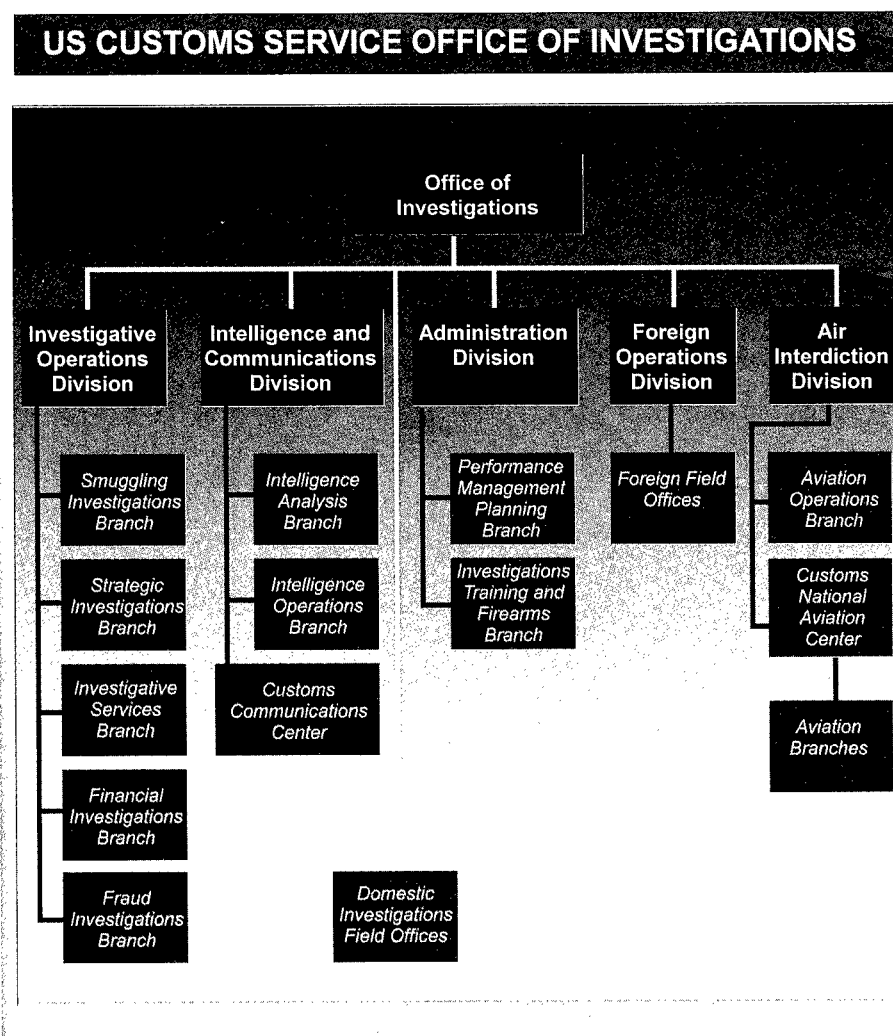 US CUSTOMS SERVICE OFFICE OF INVESTIGATIONS
Office of
Investigations
Investigative
Operations
Division
Intelligence and
Communications
Division
Administration
Division
Foreign
Operations
Division
Air
Interdiction
Division
Smuggling
Investigations
Branch
Strategic
Investigations
Branch
Investigative
Services
Branch
Financial
Investigations
Branch
Fraud
Investigations
Branch
Intelligence
Analysis
Branch
Intelligence
Operations
Branch
Customs
Communications
Center
Domestic
Investigations
Field Offices
Performance
Management
Planning
Branch
Investigations
Training and
Firearms
Branch
Foreign Field
Offices
Aviation
Operations
Branch
Customs
National
Aviation
Center
Aviation
Branches